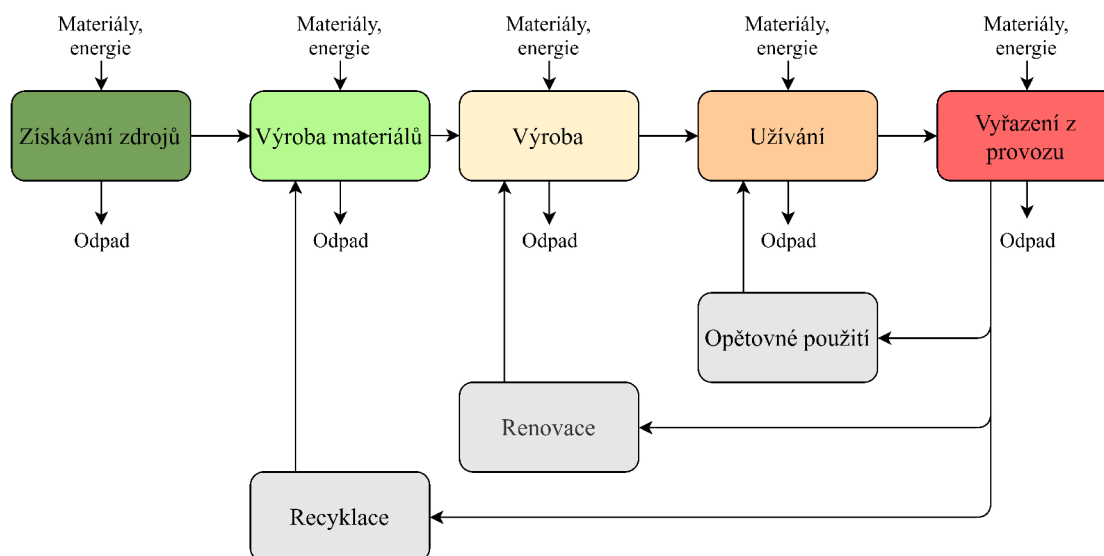 Materiály,
energie
Materiály,
energie
Materiály,
energie
Materiály,
energie
Materiály,
energie
Získávání zdrojů
Výroba materiálů
Výroba
Užívání
Vyřazení z
provozu
Odpad
Odpad
Odpad
Odpad
Odpad
Opětovné použití
Renovace
Recyklace